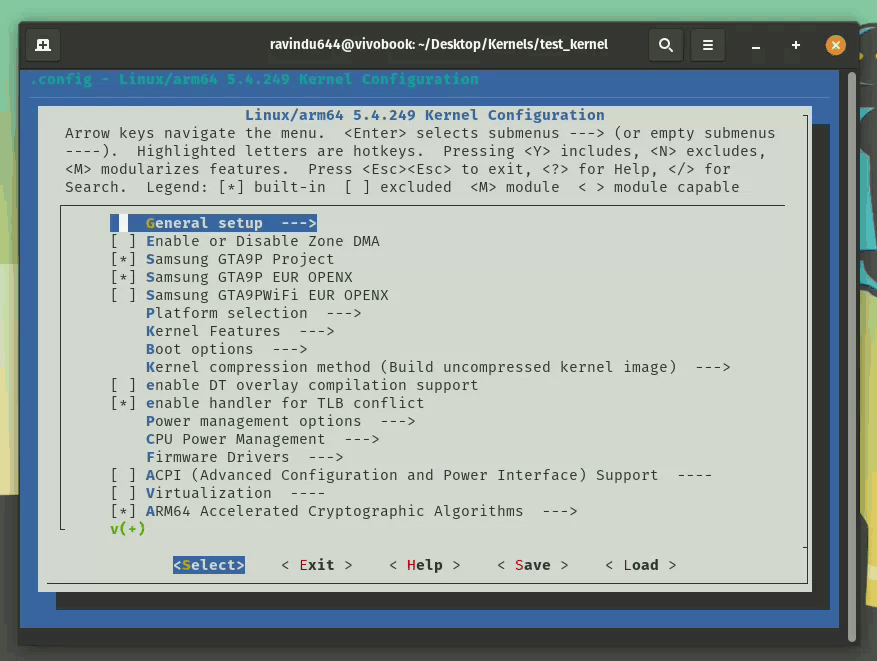 ravindu644@vivobook: ~/Desktop/Kernels/test_kernel
.config - Linux/arm64 5.4.249 Kernel Configuration
Linux/arm64 5.4.249 Kernel Configuration
Arrow keys navigate the menu.  <Enter> selects submenus ---> (or empty submenus
----).  Highlighted letters are hotkeys.  Pressing <Y> includes, <N> excludes,
<M> modularizes features.  Press <Esc><Esc> to exit, <?> for Help, </> for
Search.  Legend: [*] built-in  [ ] excluded  <M> module  < > module capable
General setup  --->
[ ] Enable or Disable Zone DMA
[*] Samsung GTA9P Project
[*] Samsung GTA9P EUR OPENX
[ ] Samsung GTA9PWiFi EUR OPENX
Platform selection  --->
Kernel Features  --->
Boot options  --->
Kernel compression method (Build uncompressed kernel image)  --->
[ ] enable DT overlay compilation support
[*] enable handler for TLB conflict
Power management options  --->
CPU Power Management  --->
Firmware Drivers  --->
[ ] ACPI (Advanced Configuration and Power Interface) Support  ----
[ ] Virtualization  ----
[*] ARM64 Accelerated Cryptographic Algorithms  --->
v(+)
<Select>    < Exit >    < Help >    < Save >    < Load >